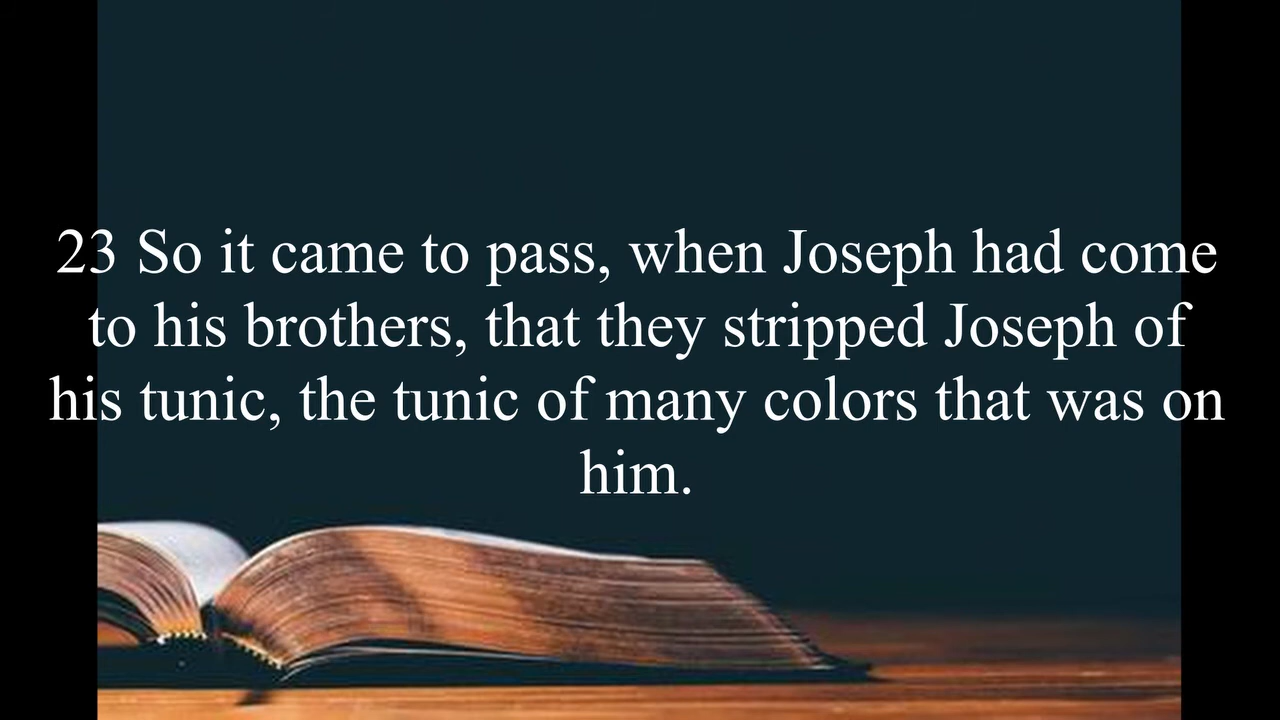 23 So it came to pass, when Joseph had come
to his brothers, that they stripped Joseph of
his tunic, the tunic of many colors that was on
him.